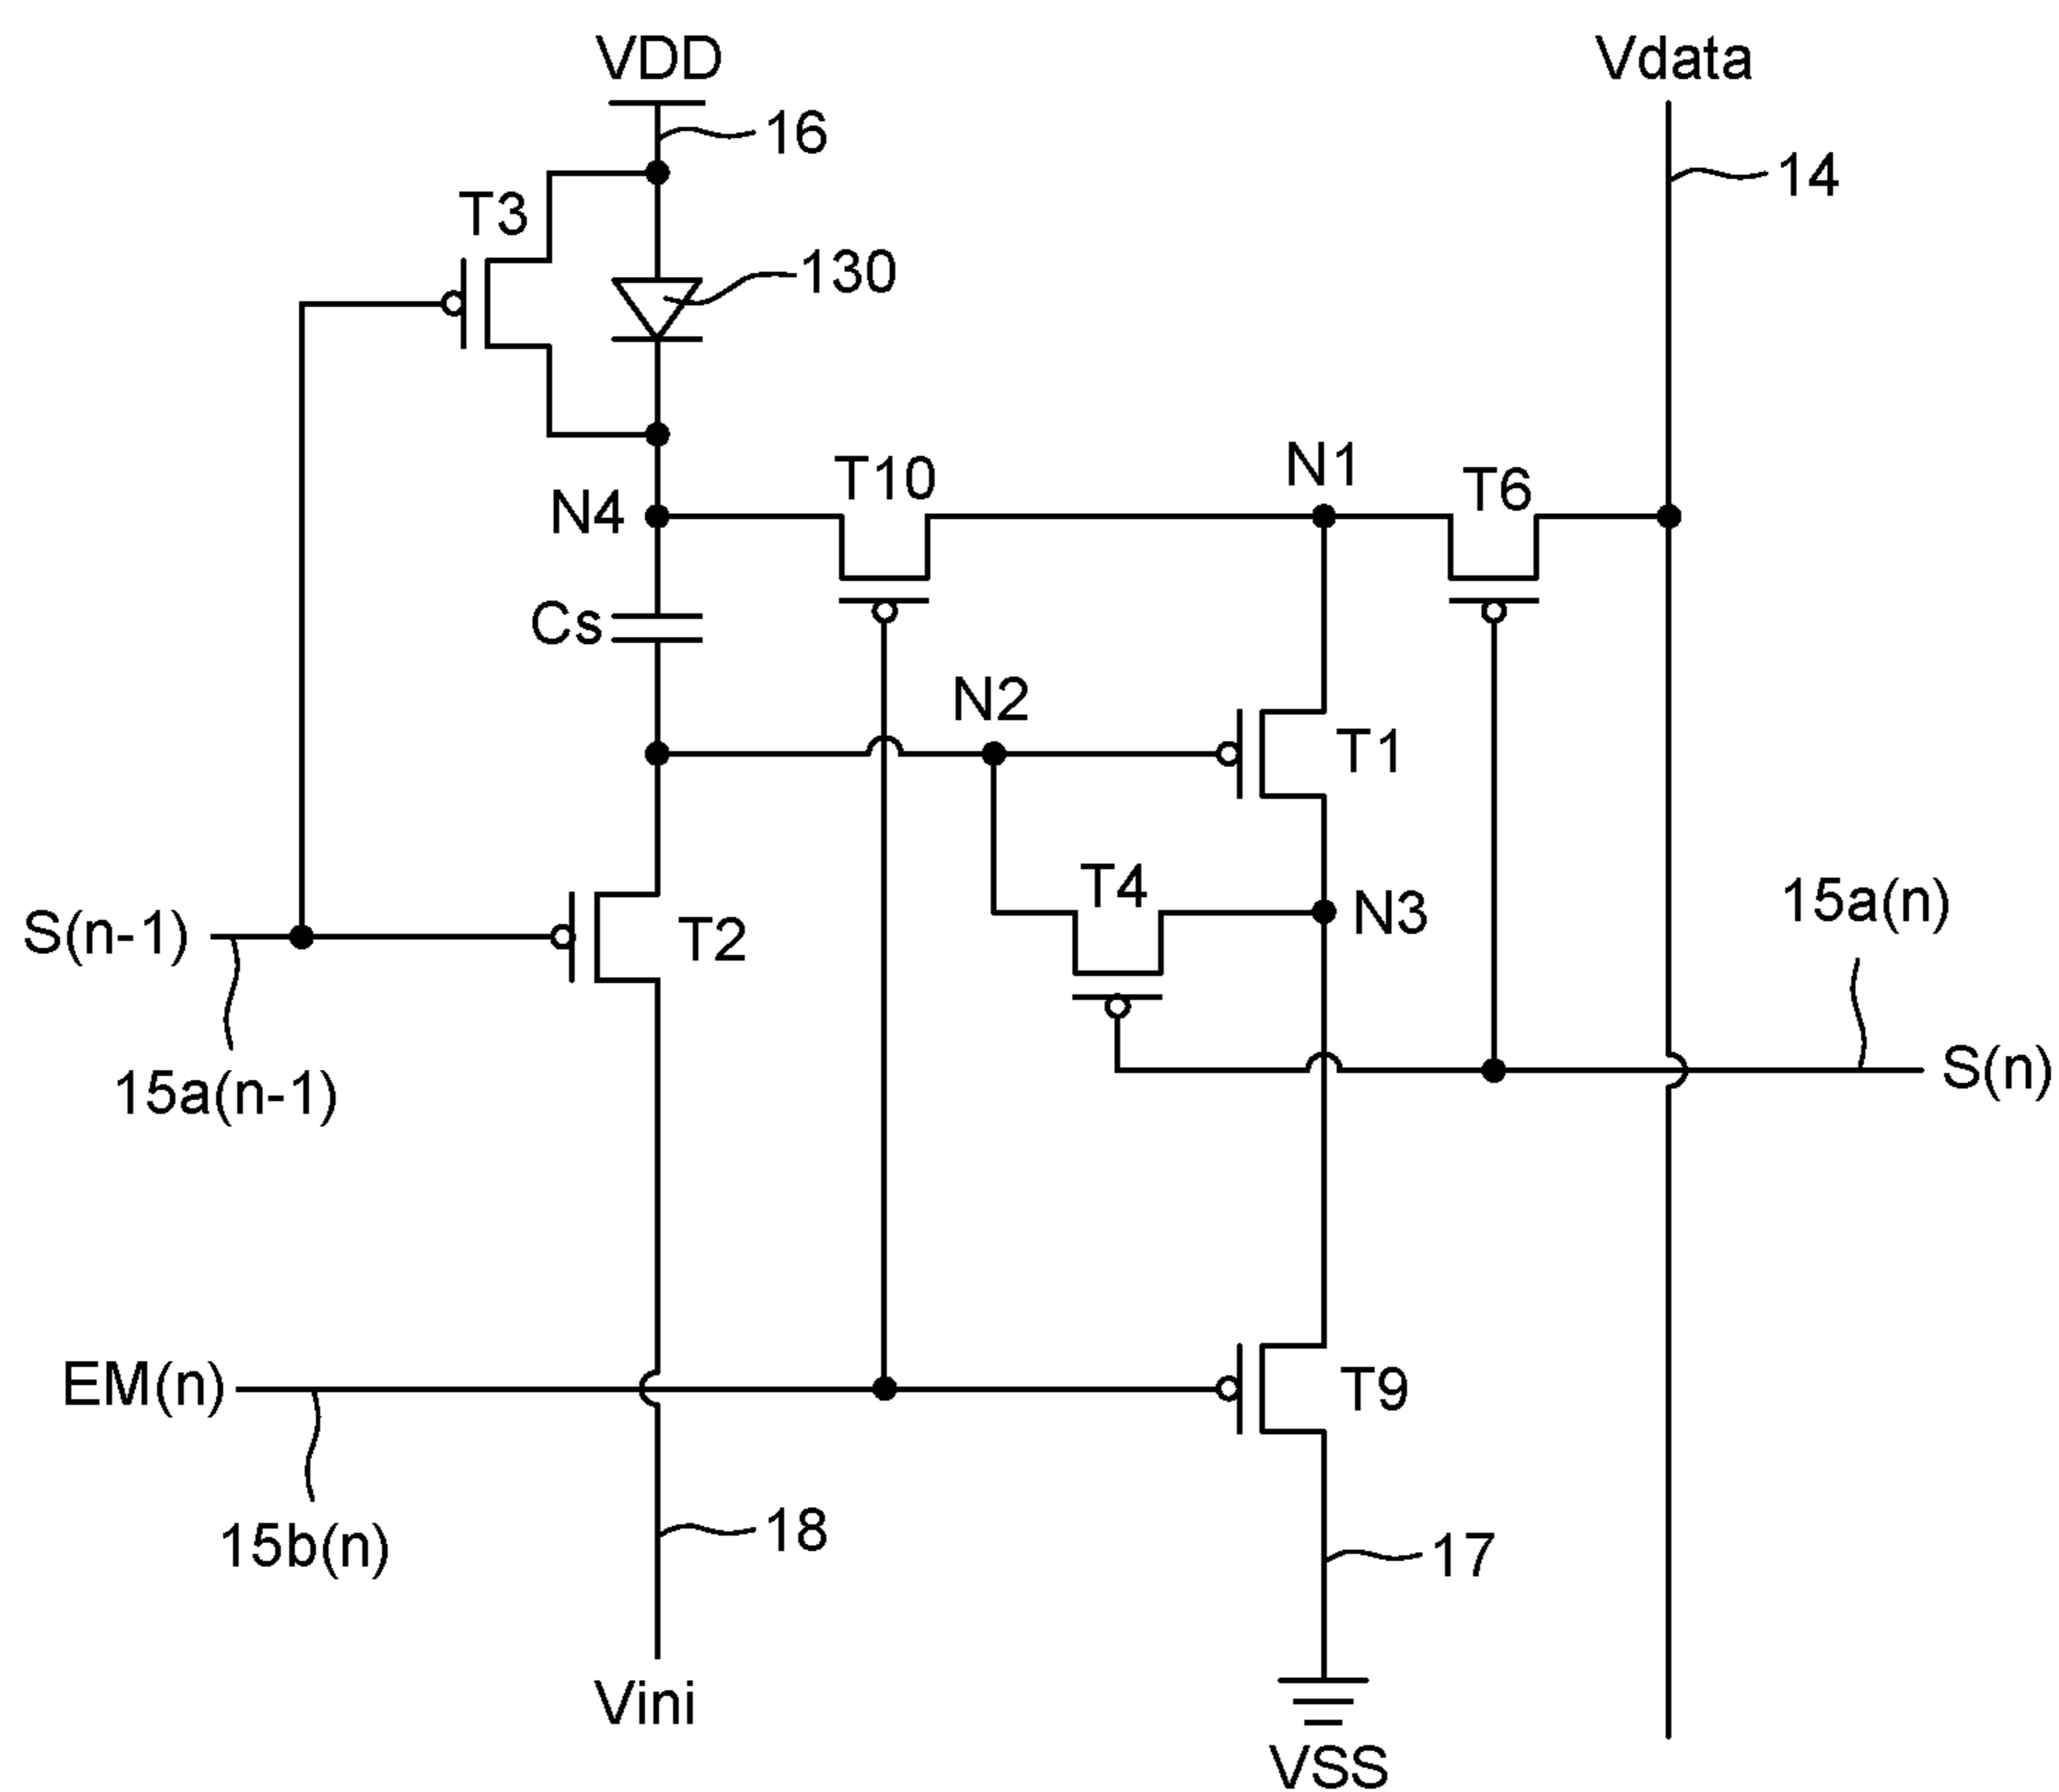 VDD
Vdata
16
14
T3
130
N4
T10
N1
T6
Cs
N2
T1
T4
N3
15a(n)
S(n-1)
T2
15a(n-1)
S(n)
EM(n)
T9
15b(n)
18
17
Vini
VSS